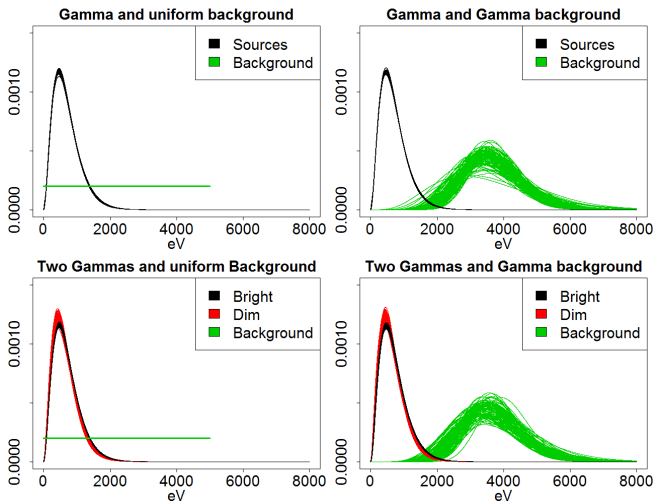 Gamma and uniform background
Sources
Background
0.0000
0.0010
0
2000
4000
6000
8000
eV
Gamma and Gamma background
Sources
Background
0.0000
0.0010
0
2000
4000
6000
8000
eV
Two Gammas and uniform Background
Bright
Dim
Background
0.0000
0.0010
0
2000
4000
6000
8000
eV
Two Gammas and Gamma background
Bright
Dim
Background
0.0000
0.0010
0
2000
4000
6000
8000
eV